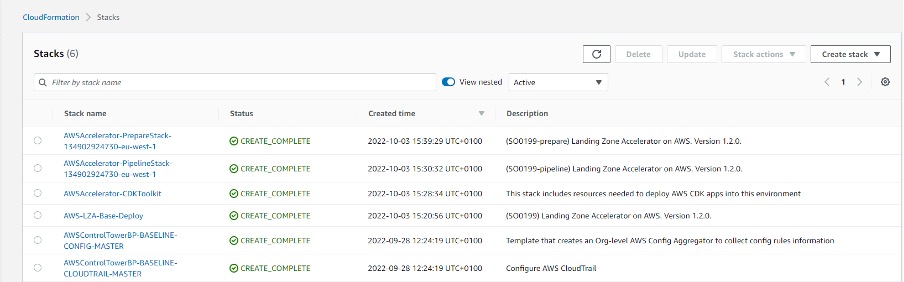 CloudFormation > Stacks
Stacks (6)
Delete
Update
Stack actions
Create stack
Filter by stack name
View nested
Active
1
Stack name Status Created time Description
AWSAccelerator-PrepareStack-
134902924730-eu-west-1
CREATE_COMPLETE
2022-10-03 15:39:29 UTC+0100
(SO0199-prepare) Landing Zone Accelerator on AWS. Version 1.2.0.
AWSAccelerator-PipelineStack-
134902924730-eu-west-1
CREATE_COMPLETE
2022-10-03 15:30:32 UTC+0100
(SO0199-pipeline) Landing Zone Accelerator on AWS. Version 1.2.0.
AWSAccelerator-CDKToolkit
CREATE_COMPLETE
2022-10-03 15:28:34 UTC+0100
This stack includes resources needed to deploy AWS CDK apps into this environment
AWS-LZA-Base-Deploy
CREATE_COMPLETE
2022-10-03 15:20:56 UTC+0100
(SO0199) Landing Zone Accelerator on AWS. Version 1.2.0.
AWSControlTowerBP-BASELINE-
CONFIG-MASTER
CREATE_COMPLETE
2022-09-28 12:24:19 UTC+0100
Template that creates an Org-level AWS Config Aggregator to collect config rules information
AWSControlTowerBP-BASELINE-
CLOUDTRAIL-MASTER
CREATE_COMPLETE
2022-09-28 12:24:19 UTC+0100
Configure AWS CloudTrail